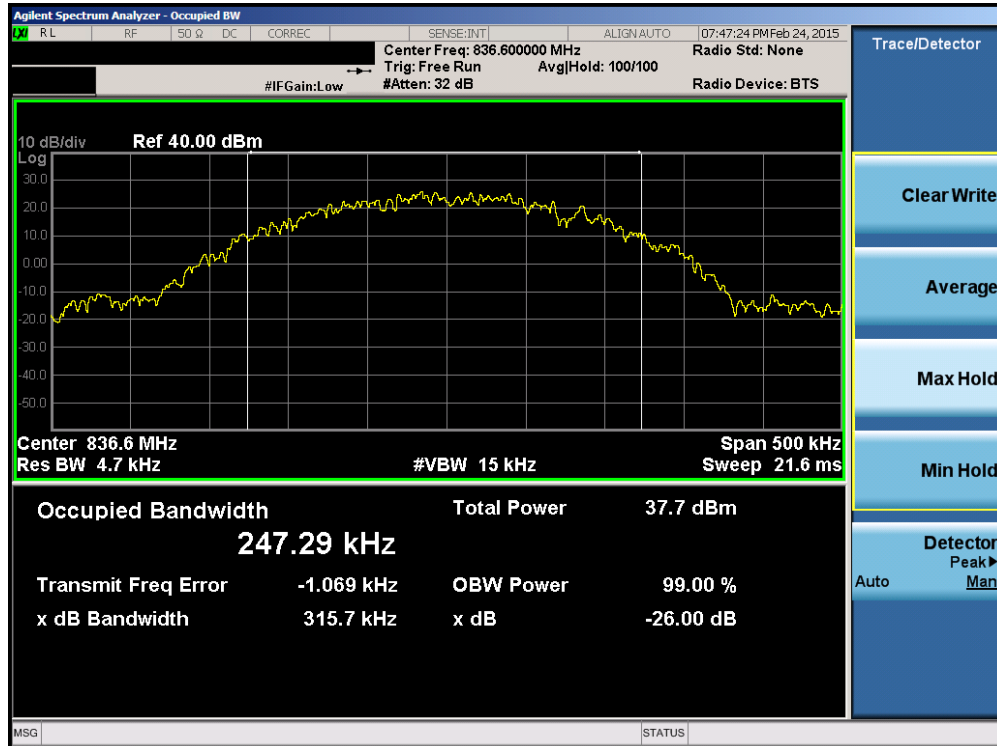 Agilent Spectrum Analyzer - Occupied BW
LXI RL RF 50 Ω DC CORREC SENSE:INT ALIGN AUTO 07:47:24 PM Feb 24, 2015
Center Freq: 836.600000 MHz Radio Std: None
Trig: Free Run Avg|Hold: 100/100
#IFGain:Low #Atten: 32 dB Radio Device: BTS
10 dB/div Ref 40.00 dBm
Log
30.0
20.0
10.0
0.00
-10.0
-20.0
-30.0
-40.0
-50.0
Center 836.6 MHz Span 500 kHz
Res BW 4.7 kHz #VBW 15 kHz Sweep 21.6 ms
Occupied Bandwidth Total Power 37.7 dBm
247.29 kHz
Transmit Freq Error -1.069 kHz OBW Power 99.00 %
x dB Bandwidth 315.7 kHz x dB -26.00 dB
MSG STATUS
Trace/Detector
Clear Write
Average
Max Hold
Min Hold
Detector
Peak▶
Auto Man